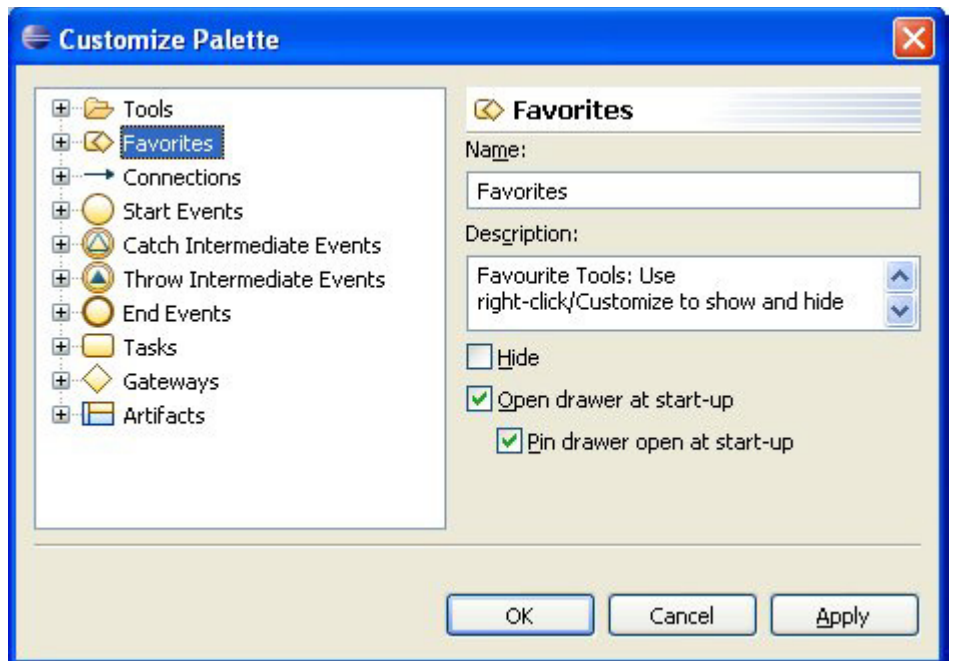 Customize Palette
Tools
Favorites
Connections
Start Events
Catch Intermediate Events
Throw Intermediate Events
End Events
Tasks
Gateways
Artifacts
Favorites
Name:
Favorites
Description:
Favourite Tools: Use
right-click/Customize to show and hide
Hide
Open drawer at start-up
Pin drawer open at start-up
OK Cancel Apply